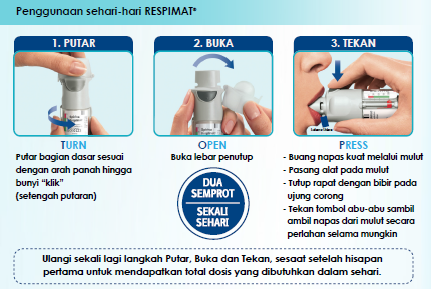 Penggunaan sehari-hari RESPIMAT®
1. PUTAR
2. BUKA
3. TEKAN
TURN
Putar bagian dasar sesuai
dengan arah panah hingga
bunyi "klik"
(setengah putaran)
OPEN
Buka lebar penutup
DUA
SEMPROT
SEKALI
SEHARI
PRESS
- Buang napas kuat melalui mulut
- Pasang alat pada mulut
- Tutup rapat dengan bibir pada
ujung corong
- Tekan tombol abu-abu sambil
ambil napas dari mulut secara
perlahan selama mungkin
Ulangi sekali lagi langkah Putar, Buka dan Tekan, sesaat setelah hisapan
pertama untuk mendapatkan total dosis yang dibutuhkan dalam sehari.